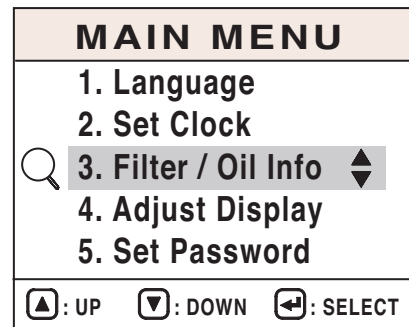 MAIN MENU
1. Language
2. Set Clock
3. Filter / Oil Info
4. Adjust Display
5. Set Password
: UP : DOWN : SELECT